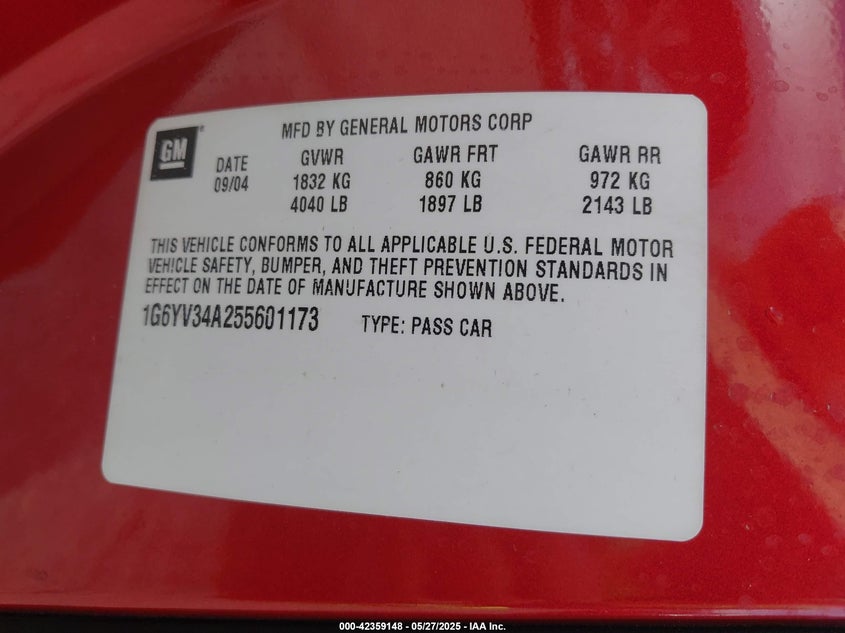 MFD BY GENERAL MOTORS CORP
GM
DATE GVWR GAWR FRT GAWR RR
09/04 1832 KG 860 KG 972 KG
4040 LB 1897 LB 2143 LB
THIS VEHICLE CONFORMS TO ALL APPLICABLE U.S. FEDERAL MOTOR
VEHICLE SAFETY, BUMPER, AND THEFT PREVENTION STANDARDS IN
EFFECT ON THE DATE OF MANUFACTURE SHOWN ABOVE.
1G6YV34A255601173 TYPE: PASS CAR
000-42359148 - 05/27/2025 - IAA Inc.